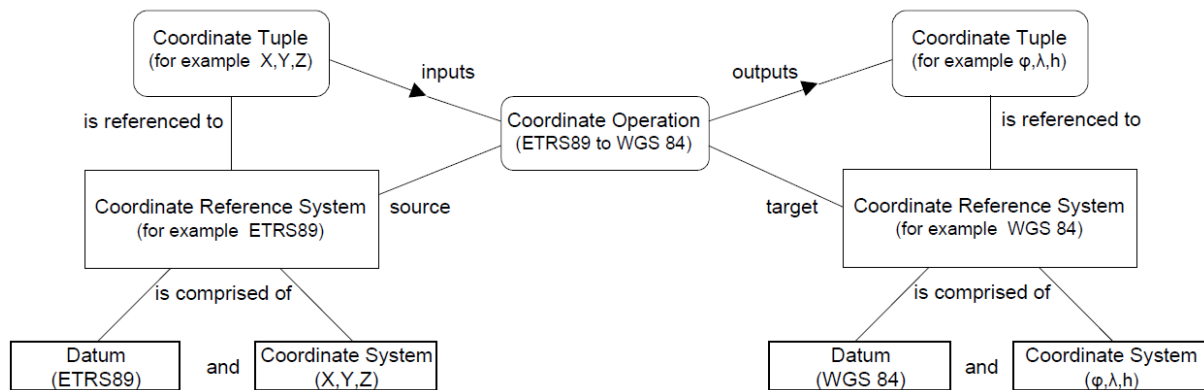 Coordinate Tuple
(for example X,Y,Z)
inputs
outputs
Coordinate Tuple
(for example φ,λ,h)
is referenced to
Coordinate Operation
(ETRS89 to WGS 84)
is referenced to
Coordinate Reference System
(for example ETRS89)
source
target
Coordinate Reference System
(for example WGS 84)
is comprised of
is comprised of
Datum
(ETRS89)
and
Coordinate System
(X,Y,Z)
Datum
(WGS 84)
and
Coordinate System
(φ,λ,h)